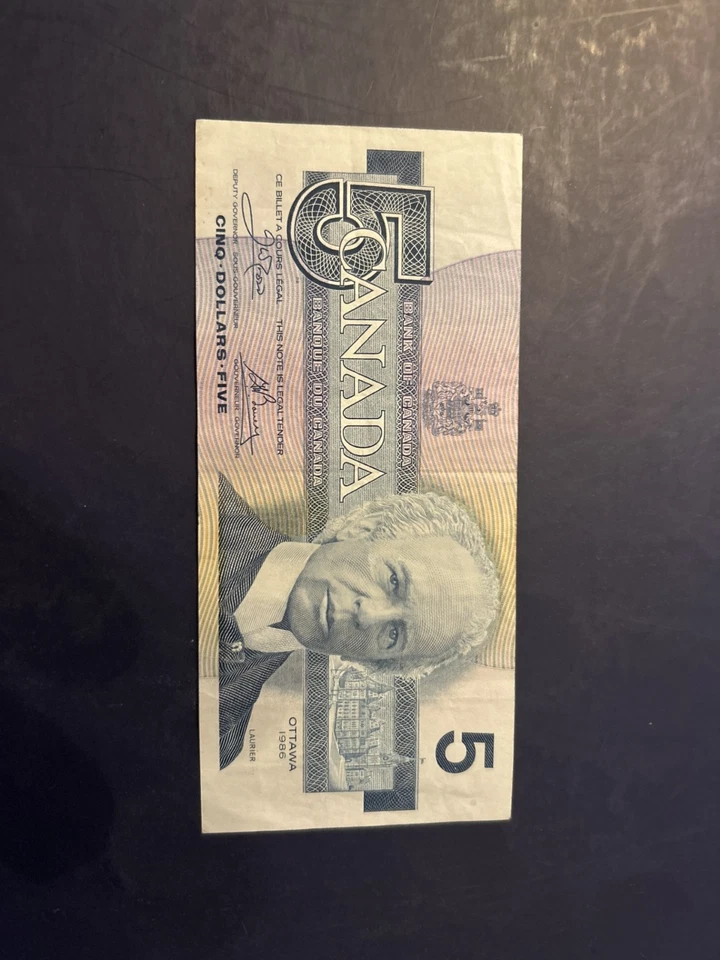 5
CANADA
BANK OF CANADA
BANQUE DU CANADA
CE BILLET A COURS LÉGAL THIS NOTE IS LEGAL TENDER
DEPUTY GOVERNOR SOUS-GOUVERNEUR
GOUVERNEUR GOVERNOR
CINQ·DOLLARS·FIVE
5
OTTAWA
1986
LAURIER